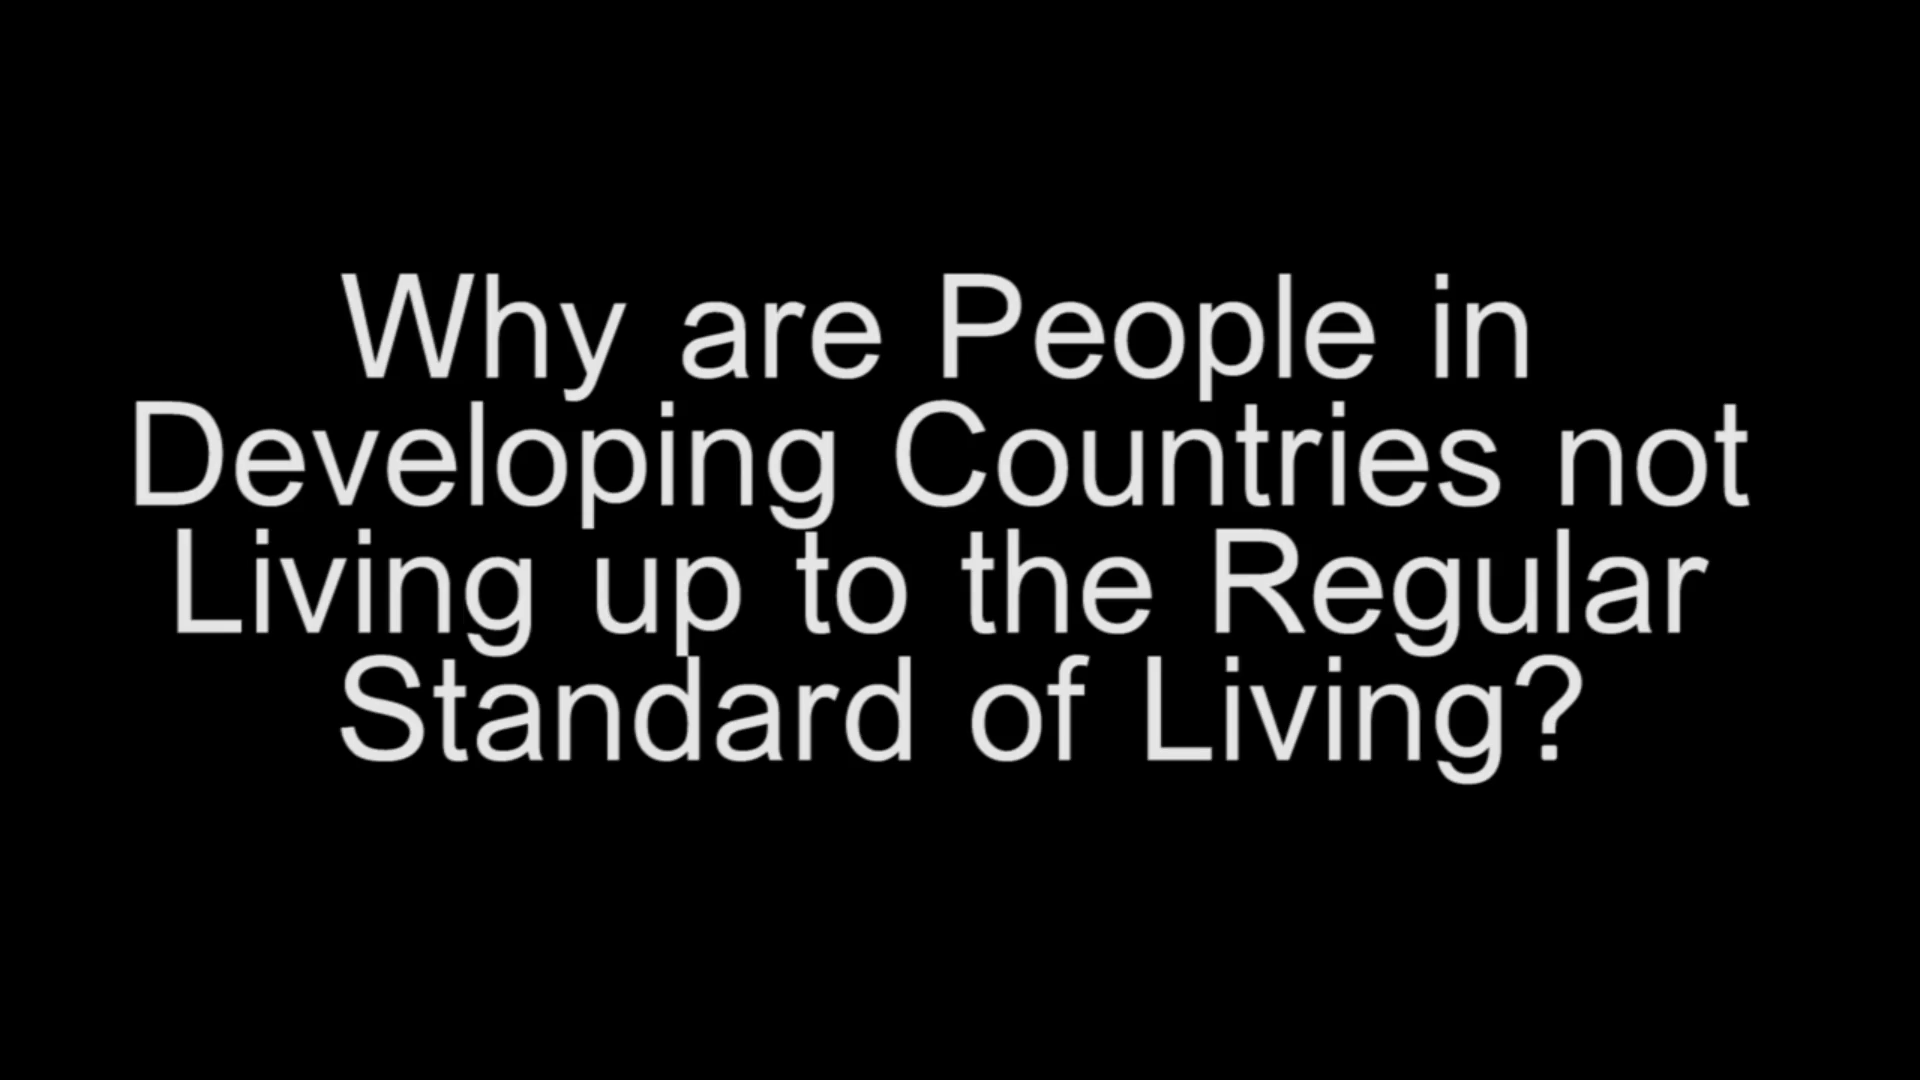 Why are People in
Developing Countries not
Living up to the Regular
Standard of Living?